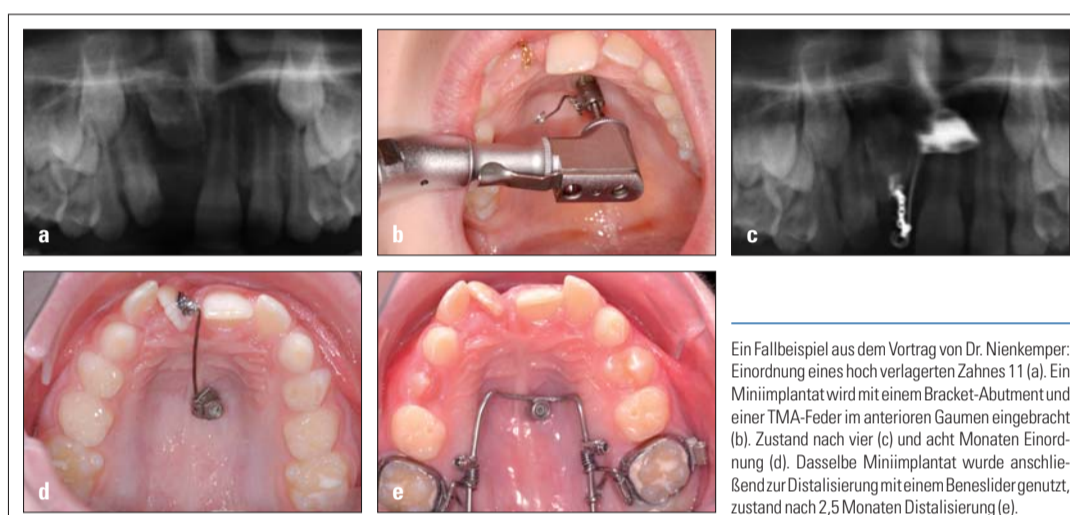 a
b
c
d
e
Ein Fallbeispiel aus dem Vortrag von Dr. Nienkemper:
Einordnung eines hoch verlagerten Zahnes 11 (a). Ein
Miniimplantat wird mit einem Bracket-Abutment und
einer TMA-Feder im anterioren Gaumen eingebracht
(b). Zustand nach vier (c) und acht Monaten Einord-
nung (d). Dasselbe Miniimplantat wurde anschlie-
ßend zur Distalisierung mit einem Beneslider genutzt,
zustand nach 2,5 Monaten Distalisierung (e).